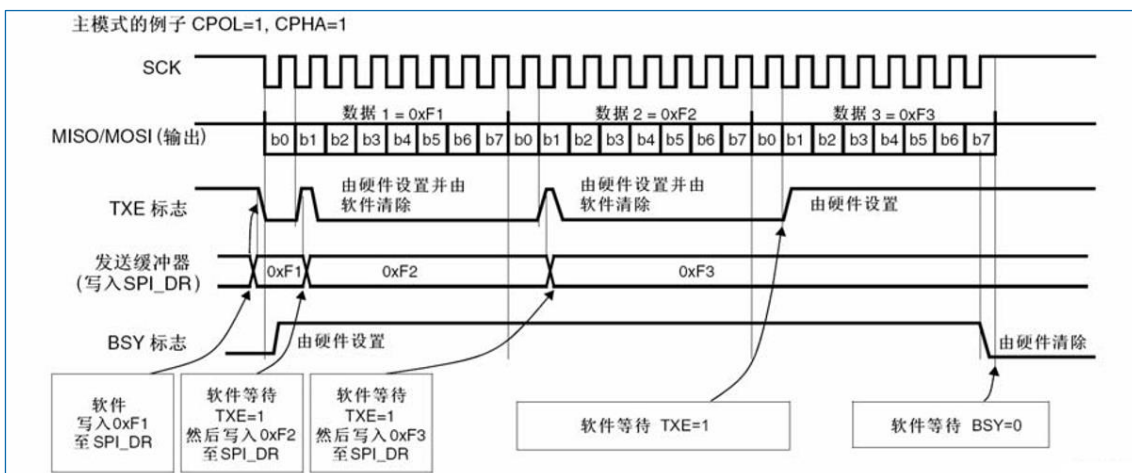 主模式的例子 CPOL=1, CPHA=1
SCK
数据 1 = 0xF1
数据 2 = 0xF2
数据 3 = 0xF3
MISO/MOSI (输出)
b0 b1 b2 b3 b4 b5 b6 b7 b0 b1 b2 b3 b4 b5 b6 b7 b0 b1 b2 b3 b4 b5 b6 b7
TXE 标志
由硬件设置并由
软件清除
由硬件设置并由
软件清除
由硬件设置
发送缓冲器
(写入SPI_DR)
0xF1
0xF2
0xF3
BSY 标志
由硬件设置
由硬件清除
软件
写入0xF1
至SPI_DR
软件等待
TXE=1
然后写入0xF2
至SPI_DR
软件等待
TXE=1
然后写入0xF3
至SPI_DR
软件等待 TXE=1
软件等待 BSY=0